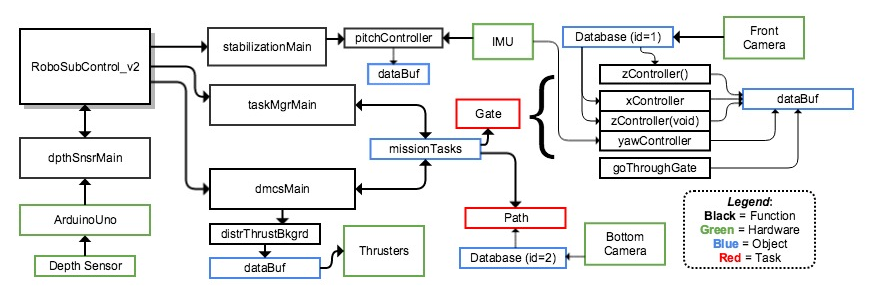 RoboSubControl_v2
stabilizationMain
pitchController
IMU
Database (id=1)
Front
Camera
dataBuf
zController()
taskMgrMain
Gate
xController
dataBuf
zController(void)
missionTasks
yawController
dpthSnsrMain
goThroughGate
dmcsMain
ArduinoUno
Path
distrThrustBkgrd
Bottom
Camera
Thrusters
Depth Sensor
dataBuf
Database (id=2)
Legend:
Black = Function
Green = Hardware
Blue = Object
Red = Task